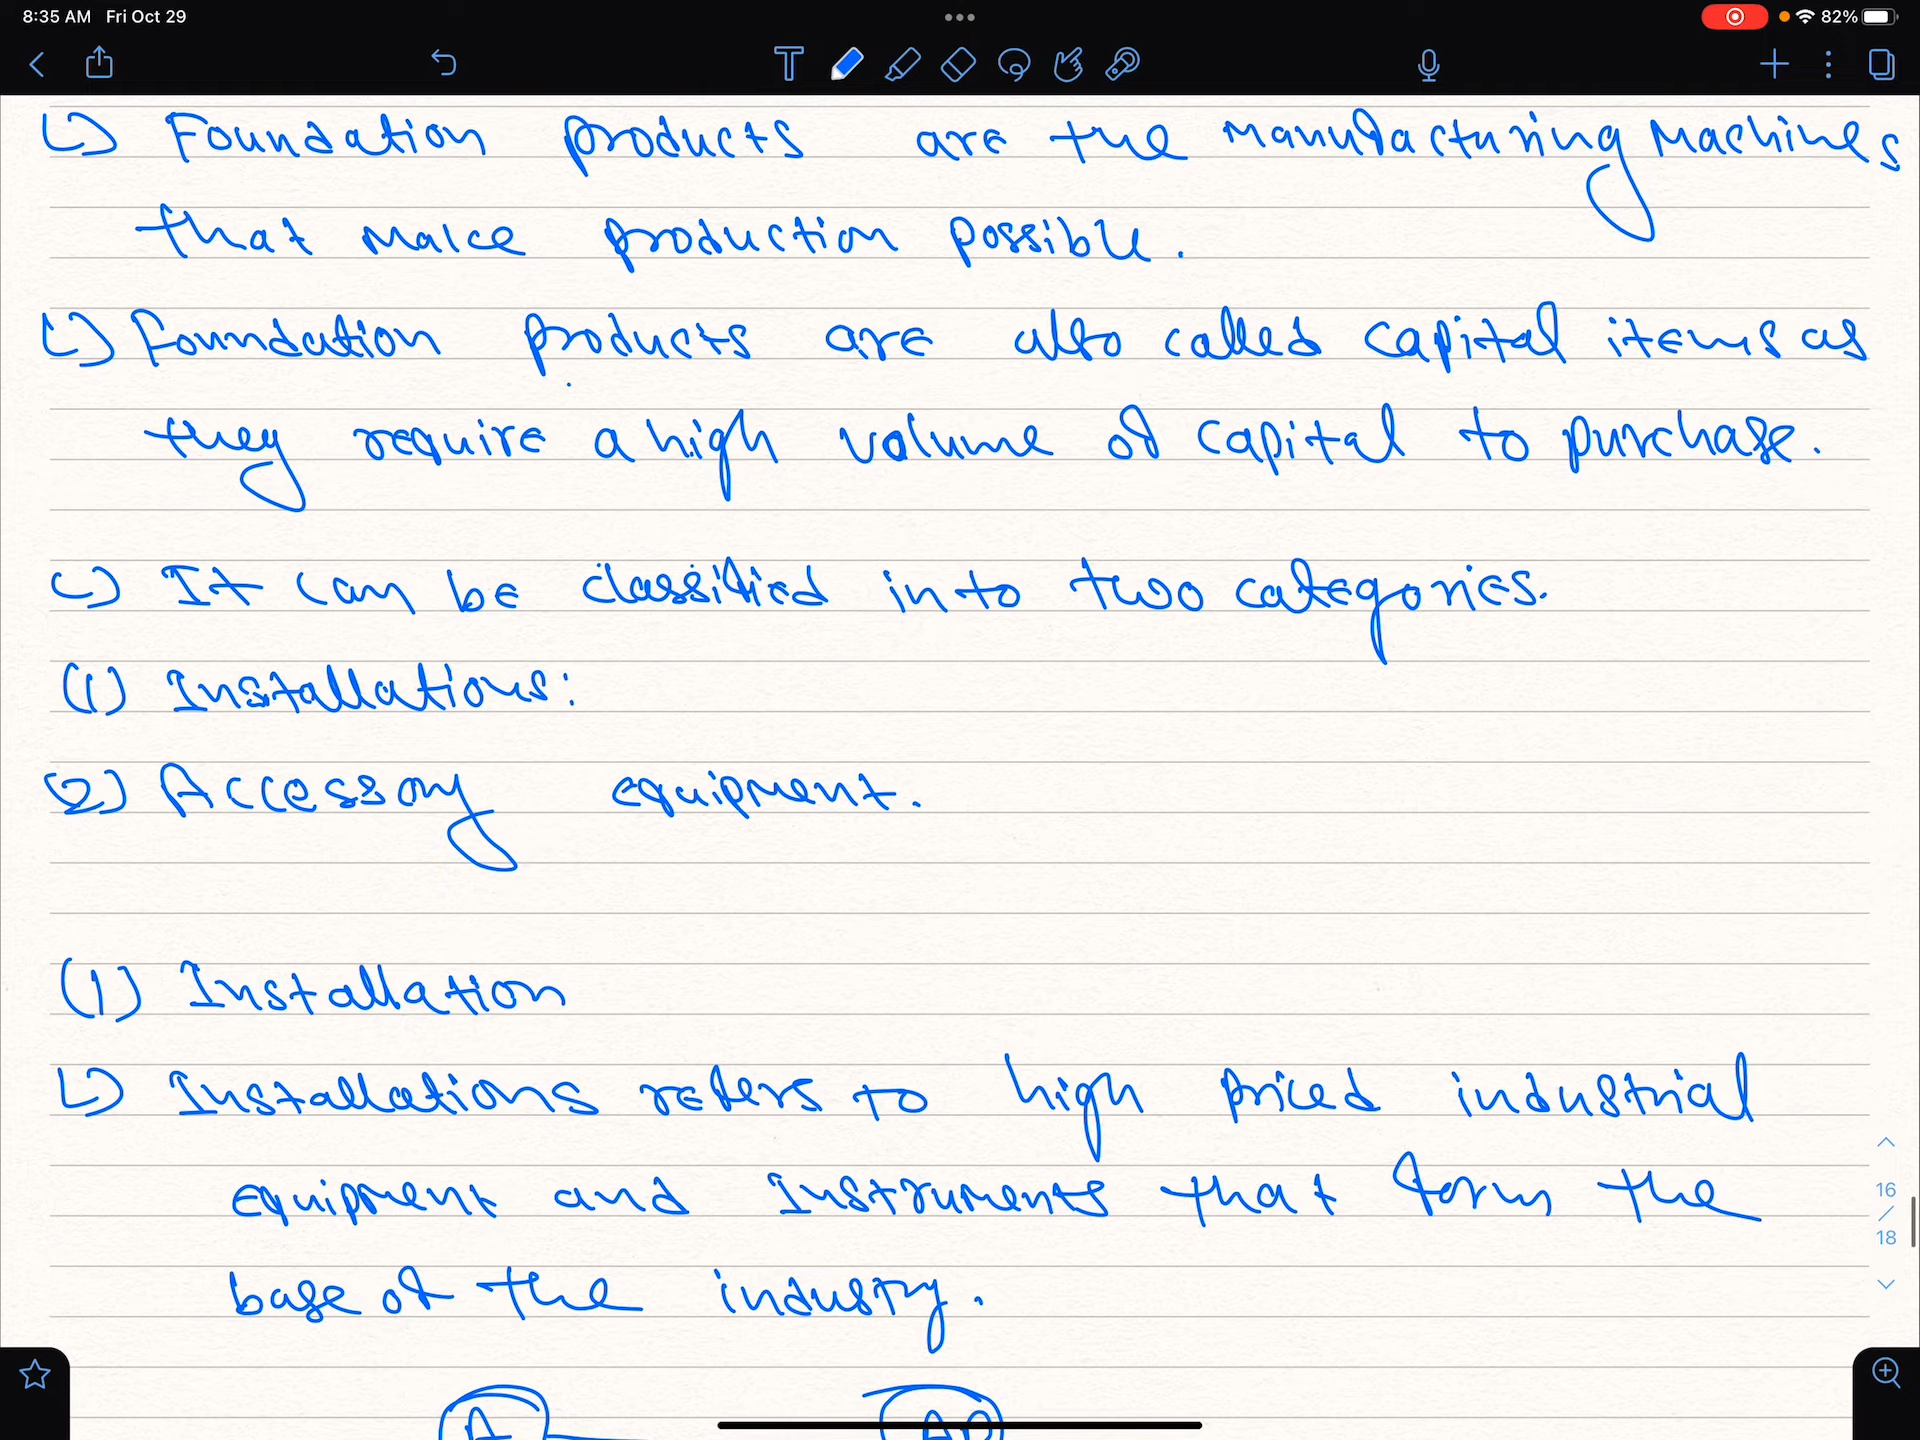 8:35 AM Fri Oct 29
82%
↳ Foundation products are the manufacturing machines
that make production possible.
↳ Foundation products are also called capital items as
they require a high volume of capital to purchase.
↳ It can be classified into two categories.
(1) Installations:
(2) Accessory equipment.
(1) Installation
↳ Installations refers to high priced industrial
equipment and Instruments that form the
base of the industry.
16
/
18
A